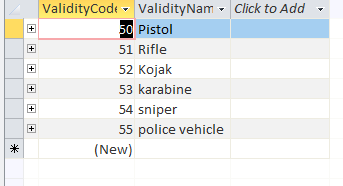 ValidityCode ValidityNam Click to Add
50 Pistol
51 Rifle
52 Kojak
53 karabine
54 sniper
55 police vehicle
(New)